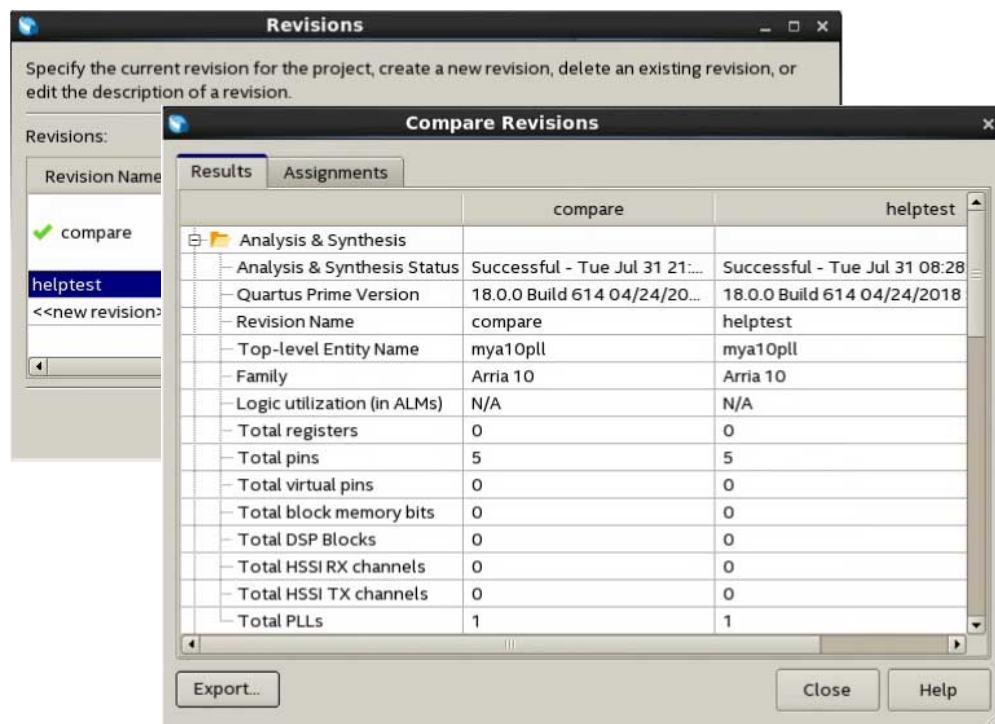 Revisions
Specify the current revision for the project, create a new revision, delete an existing revision, or
edit the description of a revision.
Revisions:
Revision Name
compare
helptest
<<new revision>
Compare Revisions
Results Assignments
compare helptest
Analysis & Synthesis
Analysis & Synthesis Status Successful - Tue Jul 31 21:... Successful - Tue Jul 31 08:28
Quartus Prime Version 18.0.0 Build 614 04/24/20... 18.0.0 Build 614 04/24/2018
Revision Name compare helptest
Top-level Entity Name mya10pll mya10pll
Family Arria 10 Arria 10
Logic utilization (in ALMs) N/A N/A
Total registers 0 0
Total pins 5 5
Total virtual pins 0 0
Total block memory bits 0 0
Total DSP Blocks 0 0
Total HSSI RX channels 0 0
Total HSSI TX channels 0 0
Total PLLs 1 1
Export... Close Help